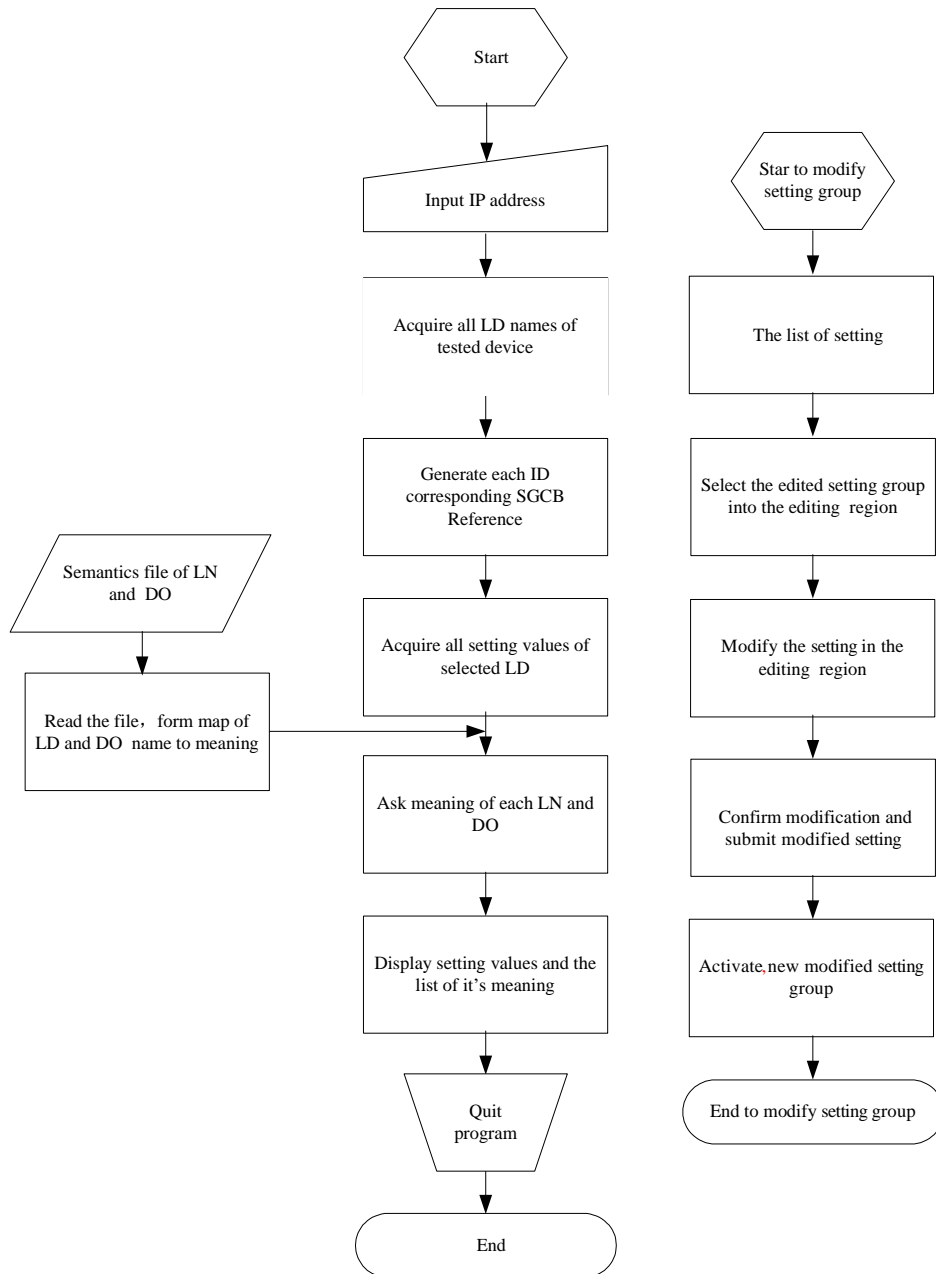 Start
Input IP address
Acquire all LD names of
tested device
Generate each ID
corresponding SGCB
Reference
Semantics file of LN
and DO
Read the file，form map of
LD and DO name to meaning
Acquire all setting values of
selected LD
Ask meaning of each LN and
DO
Display setting values and the
list of it’s meaning
Quit
program
End
Star to modify
setting group
The list of setting
Select the edited setting group
into the editing region
Modify the setting in the
editing region
Confirm modification and
submit modified setting
Activate,new modified setting
group
End to modify setting group